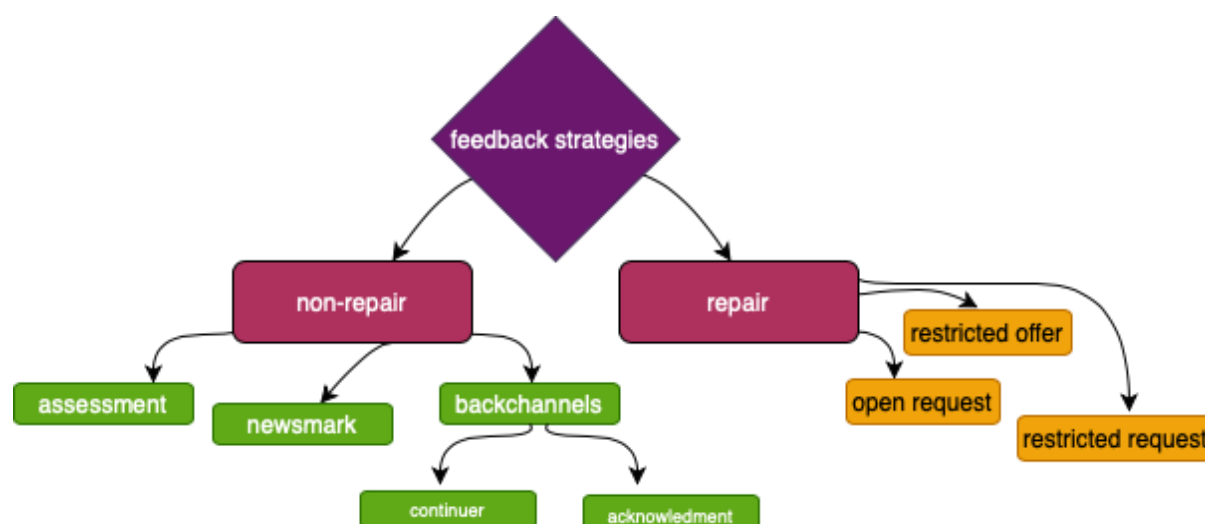 feedback strategies
non-repair
repair
restricted offer
assessment
newsmark
backchannels
open request
restricted request
continuer
acknowledment